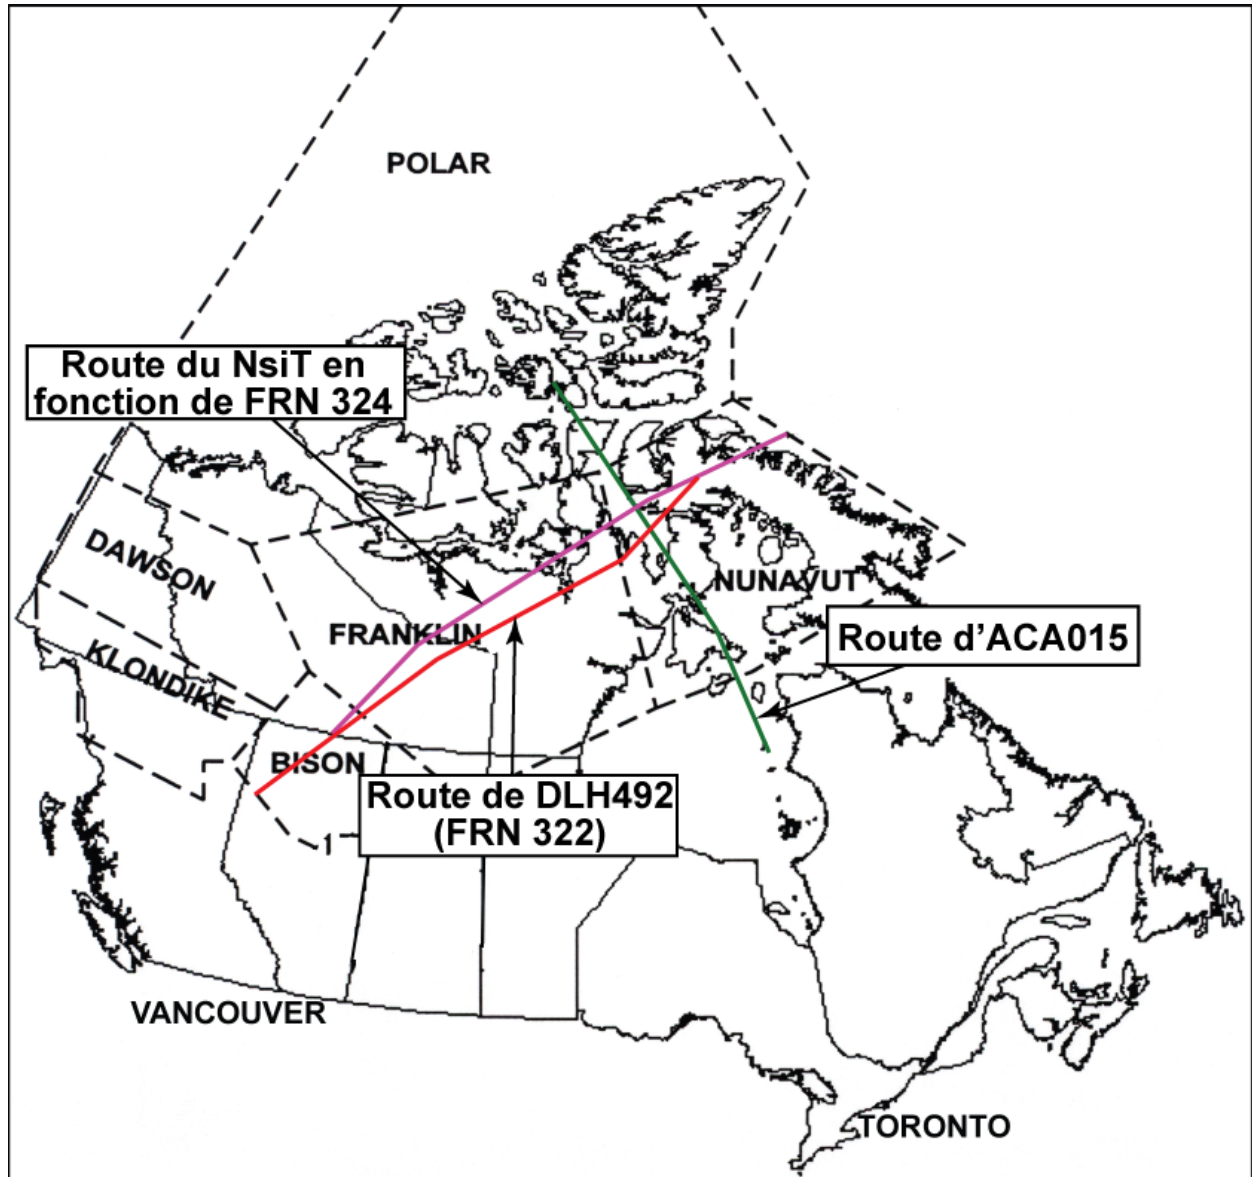 POLAR
Route du NsiT en
fonction de FRN 324
DAWSON
NUNAVUT
FRANKLIN
Route d’ACA015
KLONDIKE
BISON
Route de DLH492
(FRN 322)
1
VANCOUVER
TORONTO